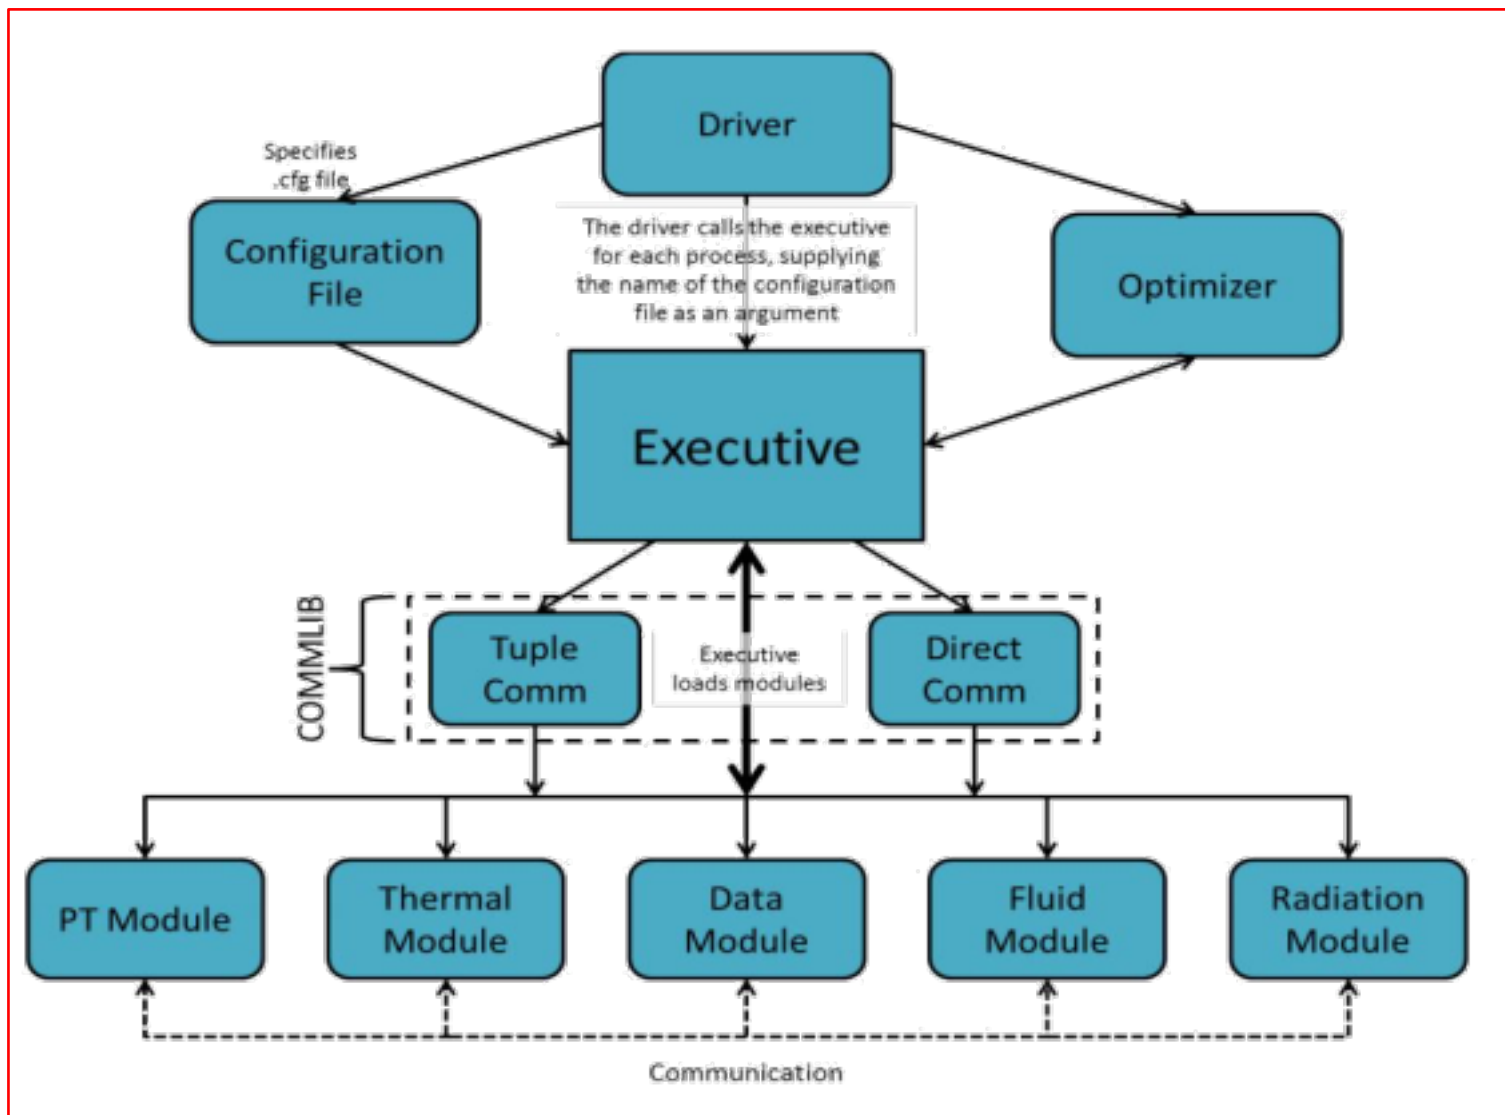 Driver
Specifies
.cfg file
Configuration
File
The driver calls the executive
for each process, supplying
the name of the configuration
file as an argument
Optimizer
Executive
COMMLIB
Tuple
Comm
Executive
loads modules
Direct
Comm
PT Module
Thermal
Module
Data
Module
Fluid
Module
Radiation
Module
Communication